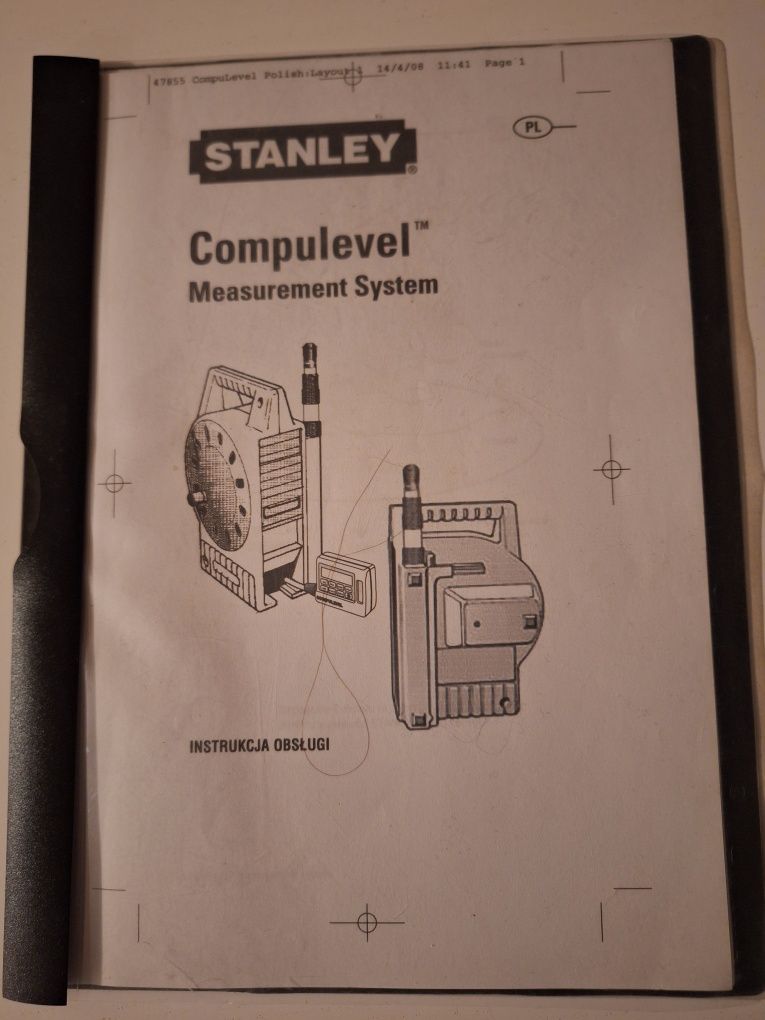 47855 CompuLevel Polish:Layout 1 14/4/08 11:41 Page 1
PL
STANLEY®
Compulevel™
Measurement System
COMPULEVEL
INSTRUKCJA OBSŁUGI